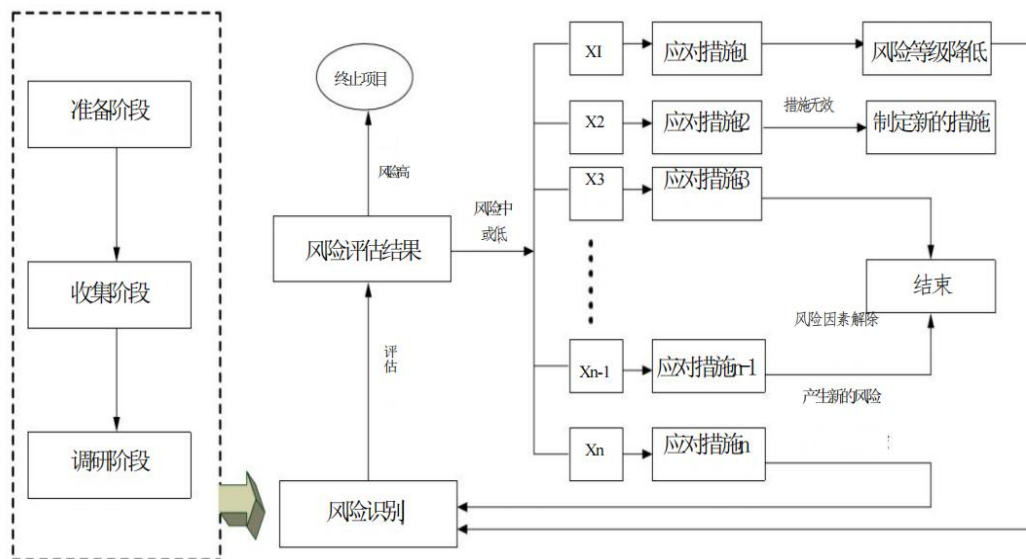 准备阶段
收集阶段
调研阶段
终止项目
风险高
风险评估结果
评估
风险识别
风险中
或低
X1
应对措施1
风险等级降低
X2
应对措施2
措施无效
制定新的措施
X3
应对措施3
结束
风险因素解除
Xn-1
应对措施n-1
产生新的风险
Xn
应对措施n